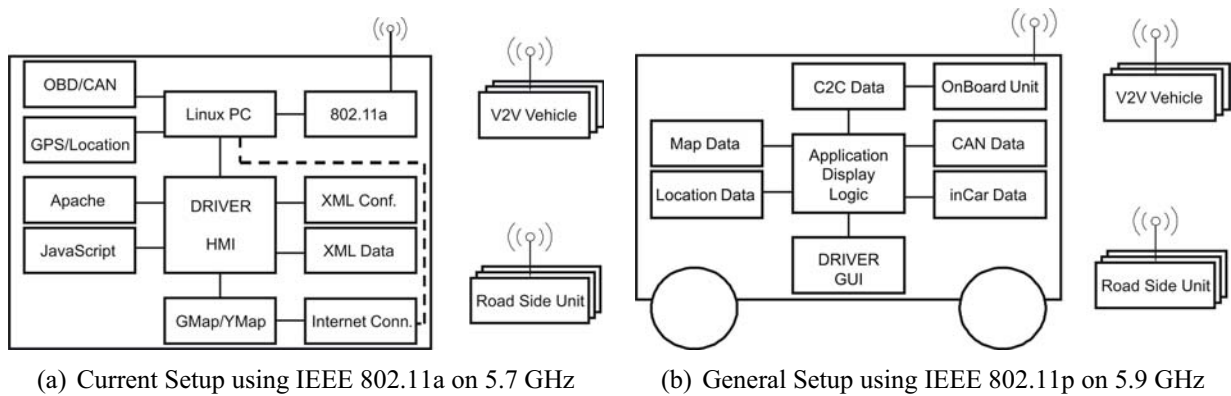 OBD/CAN
GPS/Location
Linux PC
802.11a
Apache
JavaScript
DRIVER
HMI
XML Conf.
XML Data
GMap/YMap
Internet Conn.
V2V Vehicle
Road Side Unit
(a) Current Setup using IEEE 802.11a on 5.7 GHz
C2C Data
OnBoard Unit
Map Data
Location Data
Application
Display
Logic
CAN Data
inCar Data
DRIVER
GUI
V2V Vehicle
Road Side Unit
(b) General Setup using IEEE 802.11p on 5.9 GHz